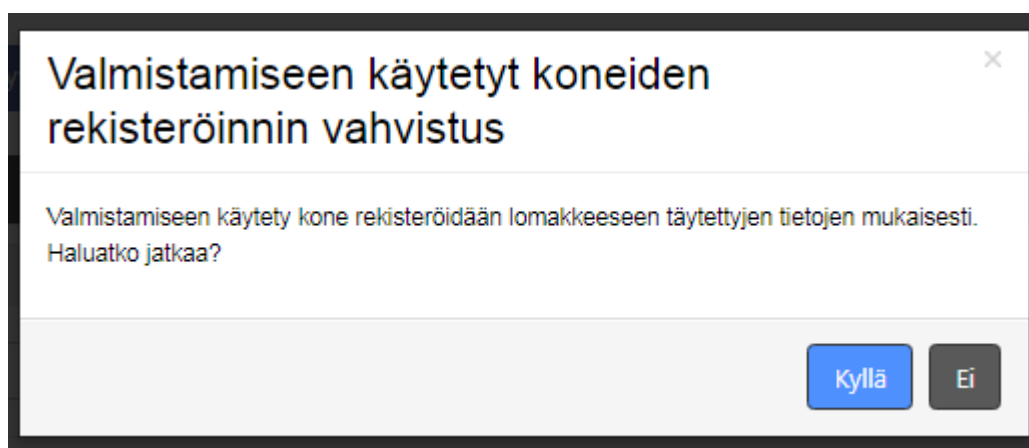 Valmistamiseen käytetyt koneiden
rekisteröinnin vahvistus
Valmistamiseen käytety kone rekisteröidään lomakkeeseen täytettyjen tietojen mukaisesti.
Haluatko jatkaa?
Kyllä Ei